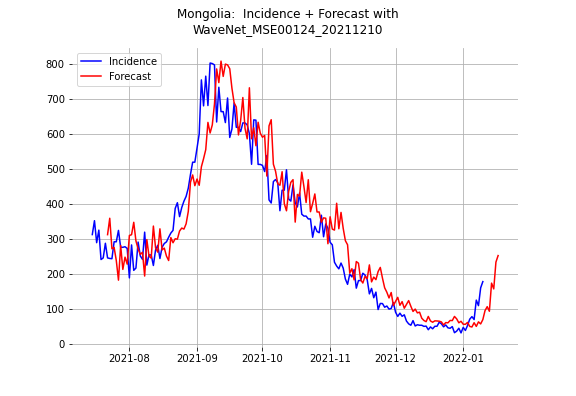 Mongolia:  Incidence + Forecast with
WaveNet_MSE00124_20211210
Incidence
Forecast
800
700
600
500
400
300
200
100
0
2021-08 2021-09 2021-10 2021-11 2021-12 2022-01